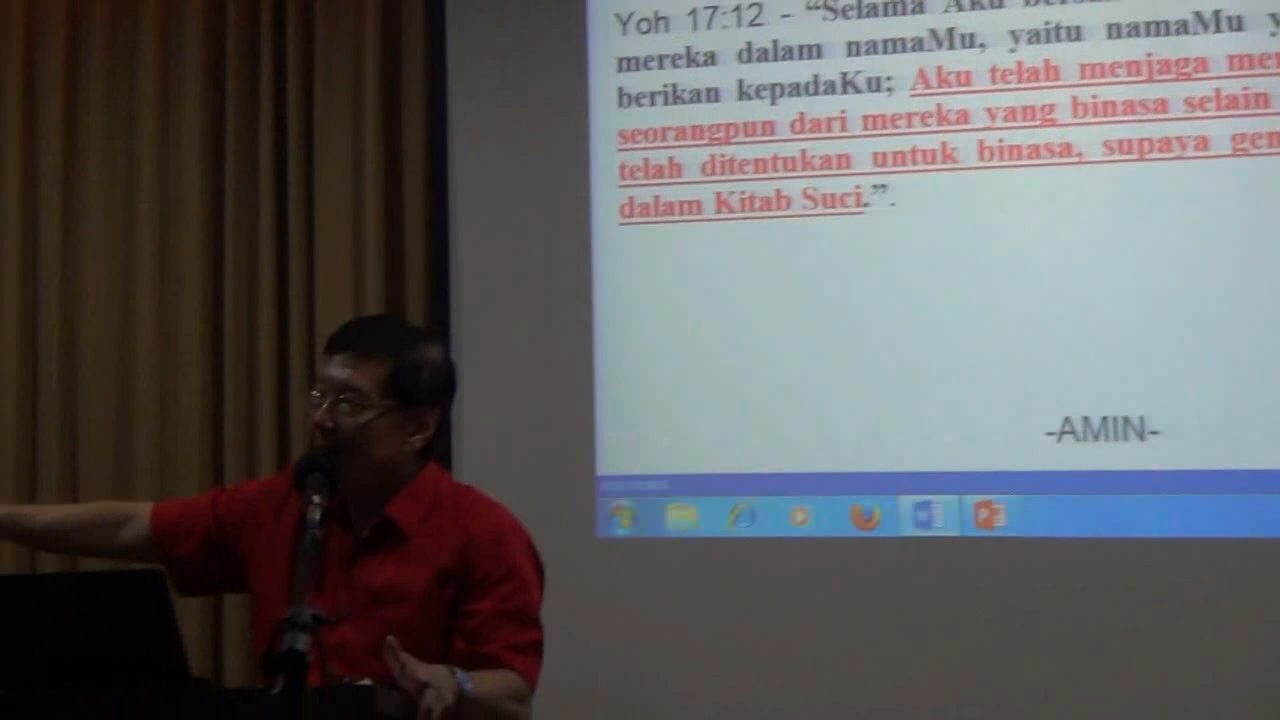 Yoh 17:12 - “Selama Aku
mereka dalam namaMu, yaitu namaMu
berikan kepadaKu; Aku telah menjaga
seorangpun dari mereka yang binasa selain
telah ditentukan untuk binasa, supaya
dalam Kitab Suci.”.
-AMIN-